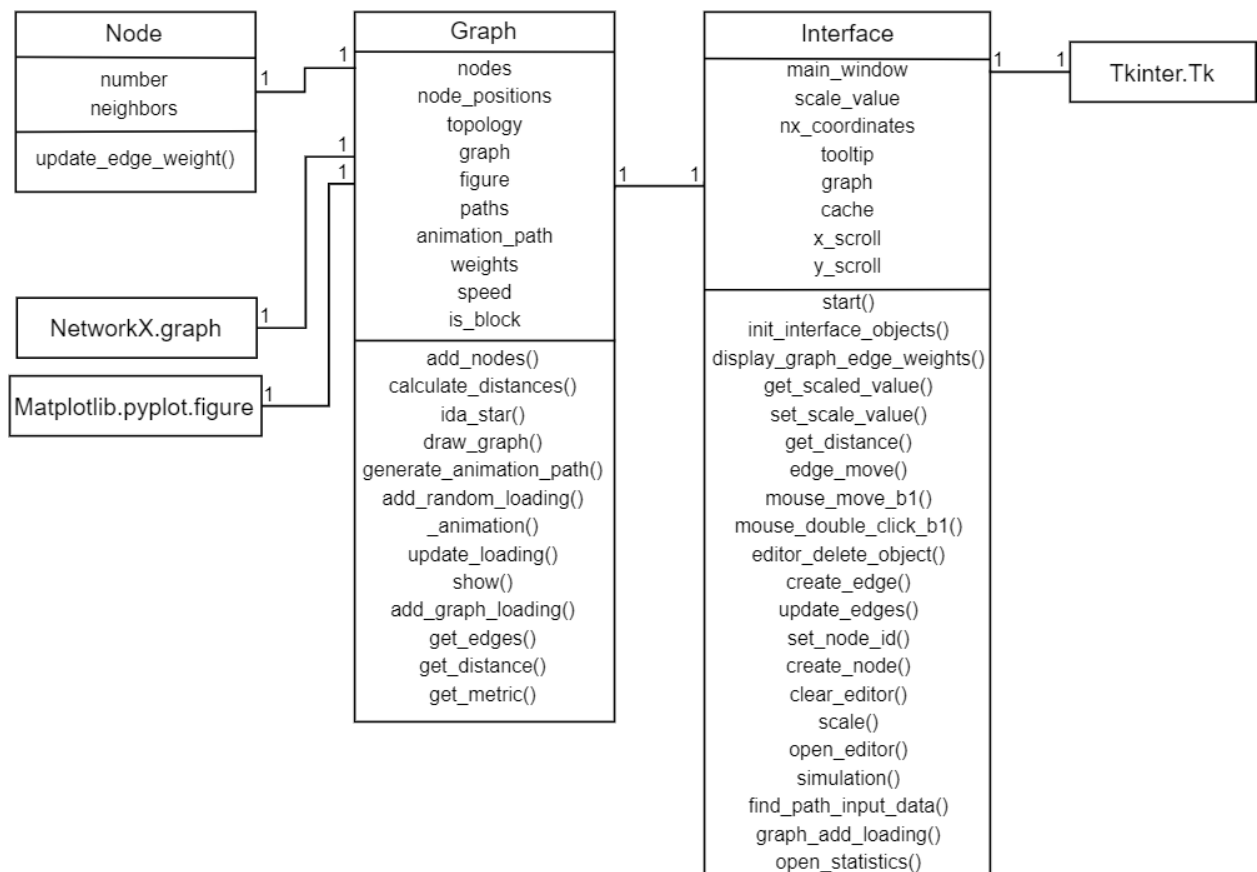 Node
number
neighbors
update_edge_weight()
1
1
Graph
nodes
node_positions
topology
graph
figure
paths
animation_path
weights
speed
is_block
add_nodes()
calculate_distances()
ida_star()
draw_graph()
generate_animation_path()
add_random_loading()
_animation()
update_loading()
show()
add_graph_loading()
get_edges()
get_distance()
get_metric()
1
1
NetworkX.graph
1
Matplotlib.pyplot.figure
1
1
1
Interface
main_window
scale_value
nx_coordinates
tooltip
graph
cache
x_scroll
y_scroll
start()
init_interface_objects()
display_graph_edge_weights()
get_scaled_value()
set_scale_value()
get_distance()
edge_move()
mouse_move_b1()
mouse_double_click_b1()
editor_delete_object()
create_edge()
update_edges()
set_node_id()
create_node()
clear_editor()
scale()
open_editor()
simulation()
find_path_input_data()
graph_add_loading()
open_statistics()
1
1
Tkinter.Tk